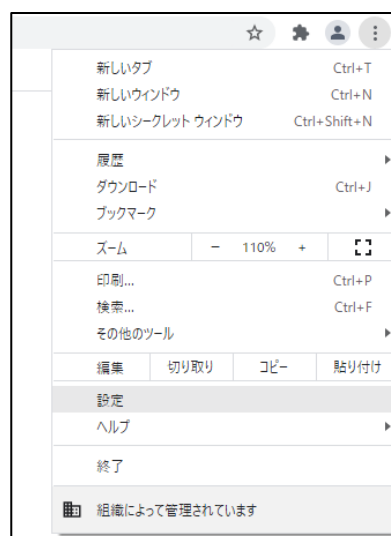 新しいタブ Ctrl+T
新しいウィンドウ Ctrl+N
新しいシークレット ウィンドウ Ctrl+Shift+N
履歴
ダウンロード Ctrl+J
ブックマーク
ズーム − 110% +
印刷... Ctrl+P
検索... Ctrl+F
その他のツール
編集 切り取り コピー 貼り付け
設定
ヘルプ
終了
組織によって管理されています